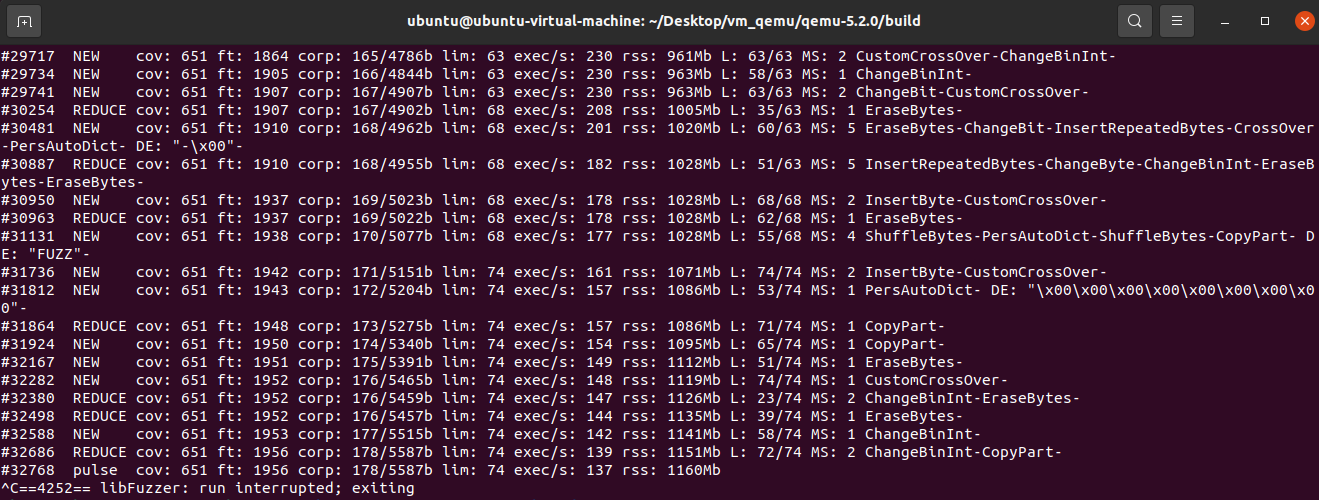 ubuntu@ubuntu-virtual-machine: ~/Desktop/vm_qemu/qemu-5.2.0/build
#29717  NEW    cov: 651 ft: 1864 corp: 165/4786b lim: 63 exec/s: 230 rss: 961Mb L: 63/63 MS: 2 CustomCrossOver-ChangeBinInt-
#29734  NEW    cov: 651 ft: 1905 corp: 166/4844b lim: 63 exec/s: 230 rss: 963Mb L: 58/63 MS: 1 ChangeBinInt-
#29741  NEW    cov: 651 ft: 1907 corp: 167/4907b lim: 63 exec/s: 230 rss: 963Mb L: 63/63 MS: 2 ChangeBit-CustomCrossOver-
#30254  REDUCE cov: 651 ft: 1907 corp: 167/4902b lim: 68 exec/s: 208 rss: 1005Mb L: 35/63 MS: 1 EraseBytes-
#30481  NEW    cov: 651 ft: 1910 corp: 168/4962b lim: 68 exec/s: 201 rss: 1020Mb L: 60/63 MS: 5 EraseBytes-ChangeBit-InsertRepeatedBytes-CrossOver
-PersAutoDict- DE: "-\x00"-
#30887  REDUCE cov: 651 ft: 1910 corp: 168/4955b lim: 68 exec/s: 182 rss: 1028Mb L: 51/63 MS: 5 InsertRepeatedBytes-ChangeByte-ChangeBinInt-EraseB
ytes-EraseBytes-
#30950  NEW    cov: 651 ft: 1937 corp: 169/5023b lim: 68 exec/s: 178 rss: 1028Mb L: 68/68 MS: 2 InsertByte-CustomCrossOver-
#30963  REDUCE cov: 651 ft: 1937 corp: 169/5022b lim: 68 exec/s: 178 rss: 1028Mb L: 62/68 MS: 1 EraseBytes-
#31131  NEW    cov: 651 ft: 1938 corp: 170/5077b lim: 68 exec/s: 177 rss: 1028Mb L: 55/68 MS: 4 ShuffleBytes-PersAutoDict-ShuffleBytes-CopyPart- D
E: "FUZZ"-
#31736  NEW    cov: 651 ft: 1942 corp: 171/5151b lim: 74 exec/s: 161 rss: 1071Mb L: 74/74 MS: 2 InsertByte-CustomCrossOver-
#31812  NEW    cov: 651 ft: 1943 corp: 172/5204b lim: 74 exec/s: 157 rss: 1086Mb L: 53/74 MS: 1 PersAutoDict- DE: "\x00\x00\x00\x00\x00\x00\x00\x0
0"-
#31864  REDUCE cov: 651 ft: 1948 corp: 173/5275b lim: 74 exec/s: 157 rss: 1086Mb L: 71/74 MS: 1 CopyPart-
#31924  NEW    cov: 651 ft: 1950 corp: 174/5340b lim: 74 exec/s: 154 rss: 1095Mb L: 65/74 MS: 1 CopyPart-
#32167  NEW    cov: 651 ft: 1951 corp: 175/5391b lim: 74 exec/s: 149 rss: 1112Mb L: 51/74 MS: 1 EraseBytes-
#32282  NEW    cov: 651 ft: 1952 corp: 176/5465b lim: 74 exec/s: 148 rss: 1119Mb L: 74/74 MS: 1 CustomCrossOver-
#32380  REDUCE cov: 651 ft: 1952 corp: 176/5459b lim: 74 exec/s: 147 rss: 1126Mb L: 23/74 MS: 2 ChangeBinInt-EraseBytes-
#32498  REDUCE cov: 651 ft: 1952 corp: 176/5457b lim: 74 exec/s: 144 rss: 1135Mb L: 39/74 MS: 1 EraseBytes-
#32588  NEW    cov: 651 ft: 1953 corp: 177/5515b lim: 74 exec/s: 142 rss: 1141Mb L: 58/74 MS: 1 ChangeBinInt-
#32686  REDUCE cov: 651 ft: 1956 corp: 178/5587b lim: 74 exec/s: 139 rss: 1151Mb L: 72/74 MS: 2 ChangeBinInt-CopyPart-
#32768  pulse  cov: 651 ft: 1956 corp: 178/5587b lim: 74 exec/s: 137 rss: 1160Mb
^C==4252== libFuzzer: run interrupted; exiting